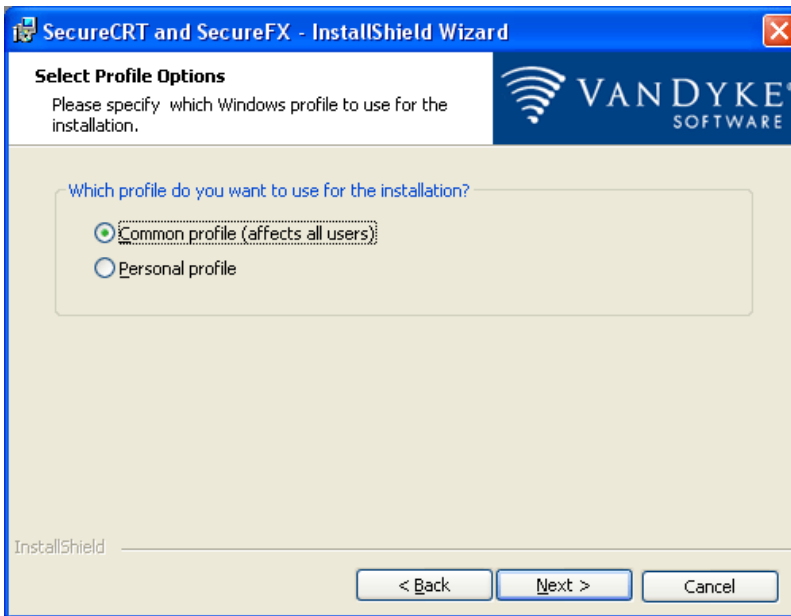 SecureCRT and SecureFX - InstallShield Wizard
Select Profile Options
Please specify which Windows profile to use for the
installation.
VANDYKE®
SOFTWARE
Which profile do you want to use for the installation?
Common profile (affects all users)
Personal profile
InstallShield
< Back
Next >
Cancel